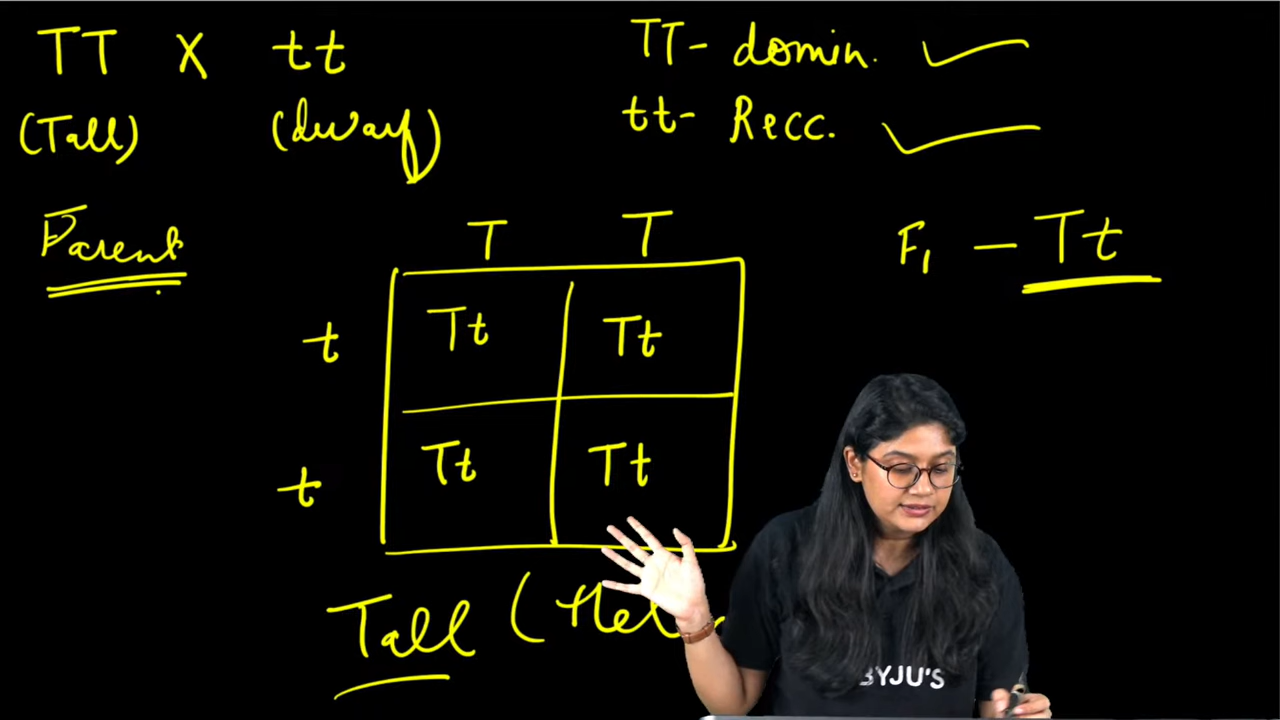 TT X tt
(Tall) (dwarf)
TT- domin.
tt- Recc.
Parent
T T
t Tt Tt
t Tt Tt
F1 - Tt
Tall (
BYJU'S